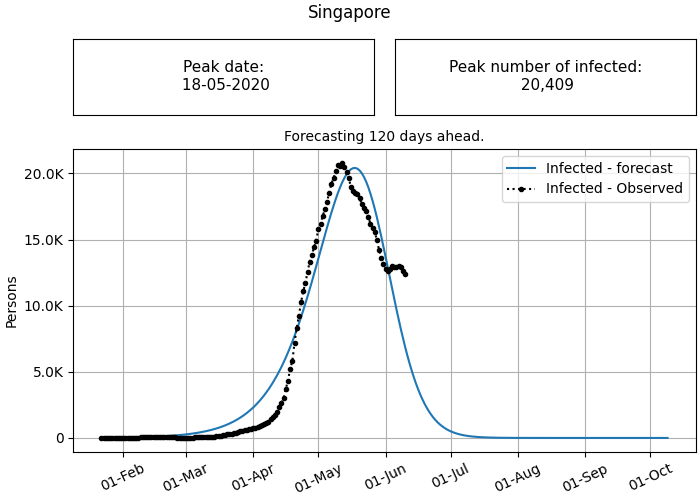 Singapore
Peak date:
18-05-2020
Peak number of infected:
20,409
Forecasting 120 days ahead.
Infected - forecast
Infected - Observed
Persons
20.0K
15.0K
10.0K
5.0K
0
01-Feb
01-Mar
01-Apr
01-May
01-Jun
01-Jul
01-Aug
01-Sep
01-Oct